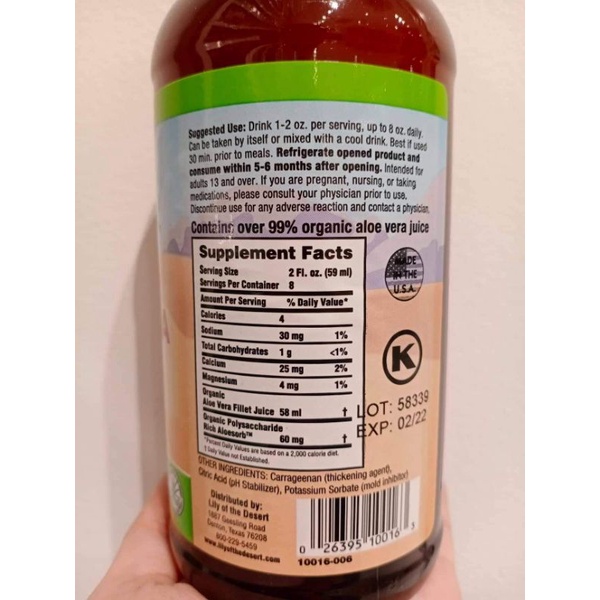 Suggested Use: Drink 1-2 oz. per serving, up to 8 oz. daily.
Can be taken by itself or mixed with a cool drink. Best if used
30 min. prior to meals. Refrigerate opened product and
consume within 5-6 months after opening. Intended for
adults 13 and over. If you are pregnant, nursing, or taking
medications, please consult your physician prior to use.
Discontinue use for any adverse reaction and contact a physician.
Contains over 99% organic aloe vera juice
Supplement Facts
Serving Size 2 Fl. oz. (59 ml)
Servings Per Container 8
Amount Per Serving % Daily Value*
Calories 4
Sodium 30 mg 1%
Total Carbohydrates 1 g <1%
Calcium 25 mg 2%
Magnesium 4 mg 1%
Organic
Aloe Vera Fillet Juice 58 ml †
Organic Polysaccharide
Rich Aloesorb™ 60 mg †
*Percent Daily Values are based on a 2,000 calorie diet.
† Daily Value not Established.
MADE
IN THE
U.S.A.
K
LOT: 58339
EXP: 02/22
OTHER INGREDIENTS: Carrageenan (thickening agent),
Citric Acid (pH Stabilizer), Potassium Sorbate (mold inhibitor)
Distributed by:
Lily of the Desert
1887 Geesling Road
Denton, Texas 76208
800-229-5459
www.lilyofthedesert.com
0 26395 10016 3
10016-006